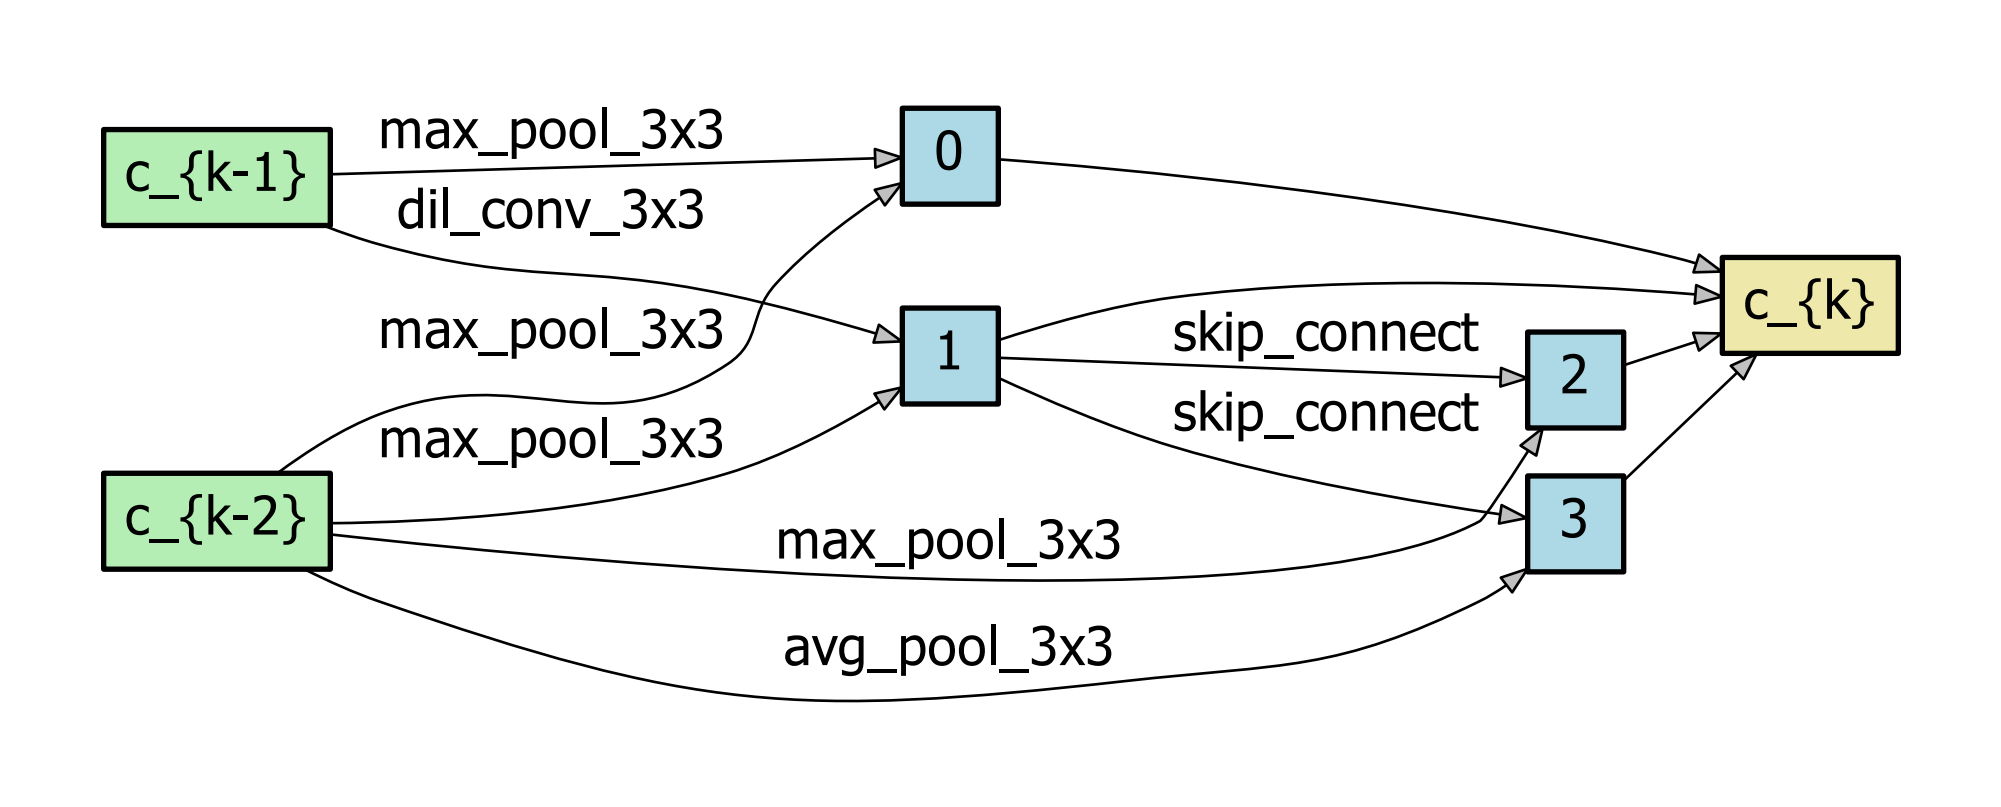 max_pool_3x3
0
c_{k-1}
dil_conv_3x3
c_{k}
max_pool_3x3
skip_connect
1
2
skip_connect
max_pool_3x3
c_{k-2}
3
max_pool_3x3
avg_pool_3x3